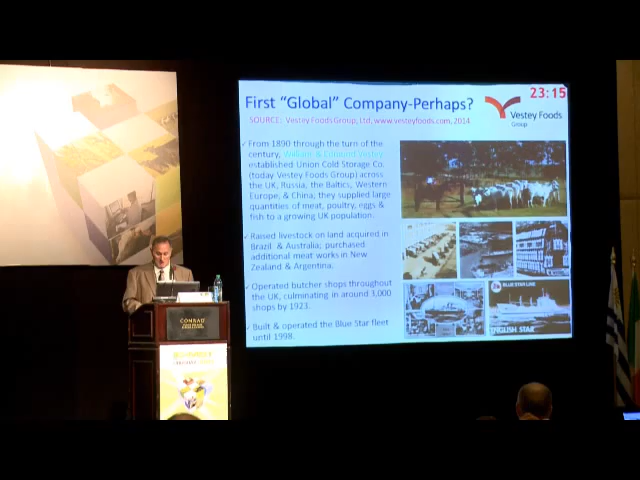 23:15
First “Global” Company-Perhaps?
SOURCE: Vestey Foods Group; Ltd, www.vesteyfoods.com, 2014
Vestey Foods
Group
✓From 1890 through the turn of the
century, William & Edmund Vestey
established Union Cold Storage Co.
(today Vestey Foods Group) across
the UK, Russia, the Baltics, Western
Europe, & China; they supplied large
quantities of meat, poultry, eggs &
fish to a growing UK population.
✓Raised livestock on land acquired in
Brazil & Australia; purchased
additional meat works in New
Zealand & Argentina.
✓Operated butcher shops throughout
the UK, culminating in around 3,000
shops by 1923.
✓Built & operated the Blue Star fleet
until 1998.
BLUE STAR LINE
ENGLISH STAR
CONRAD